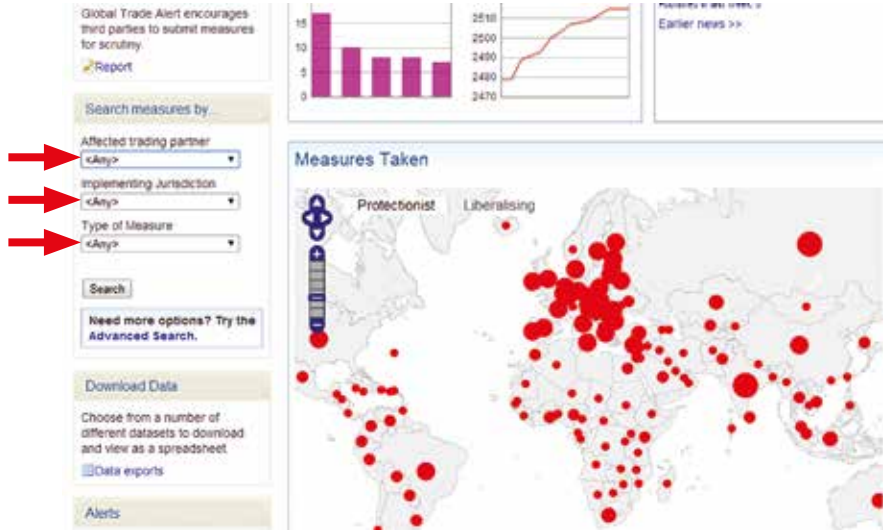 Global Trade Alert encourages
third parties to submit measures
for scrutiny.
Report
Search measures by...
Affected trading partner
<Any>
Implementing Jurisdiction
<Any>
Type of Measure
<Any>
Search
Need more options? Try the
Advanced Search.
Download Data
Choose from a number of
different datasets to download
and view as a spreadsheet
Data exports
Alerts
15
10
5
0
2510
2500
2490
2480
2470
Earlier news >>
Measures Taken
Protectionist Liberalising